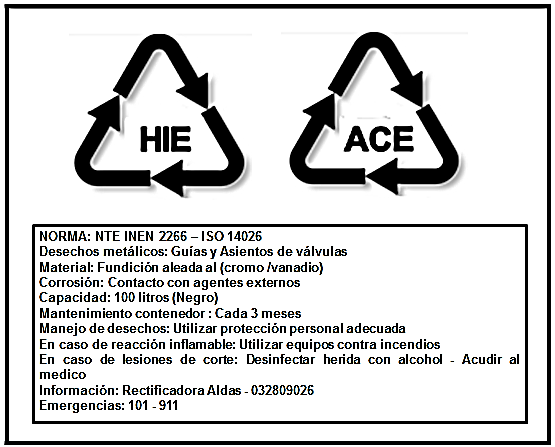 HIE
ACE
NORMA: NTE INEN 2266 – ISO 14026
Desechos metálicos: Guías y Asientos de válvulas
Material: Fundición aleada al (cromo /vanadio)
Corrosión: Contacto con agentes externos
Capacidad: 100 litros (Negro)
Mantenimiento contenedor : Cada 3 meses
Manejo de desechos: Utilizar protección personal adecuada
En caso de reacción inflamable: Utilizar equipos contra incendios
En caso de lesiones de corte: Desinfectar herida con alcohol - Acudir al
medico
Información: Rectificadora Aldas - 032809026
Emergencias: 101 - 911